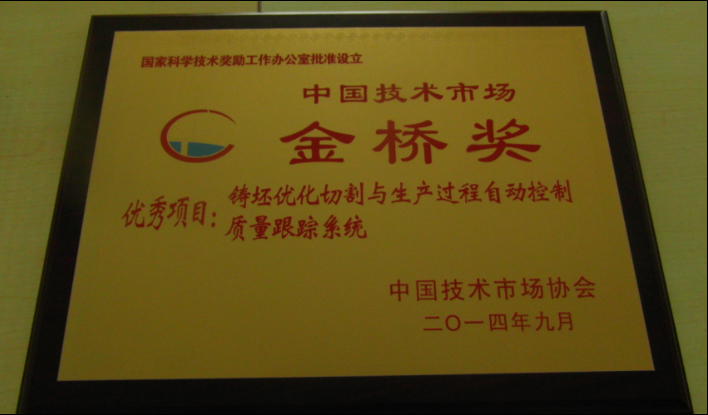 国家科学技术奖励工作办公室批准设立
中国技术市场
金桥奖
优秀项目：铸坯优化切割与生产过程自动控制
质量跟踪系统
中国技术市场协会
二〇一四年九月